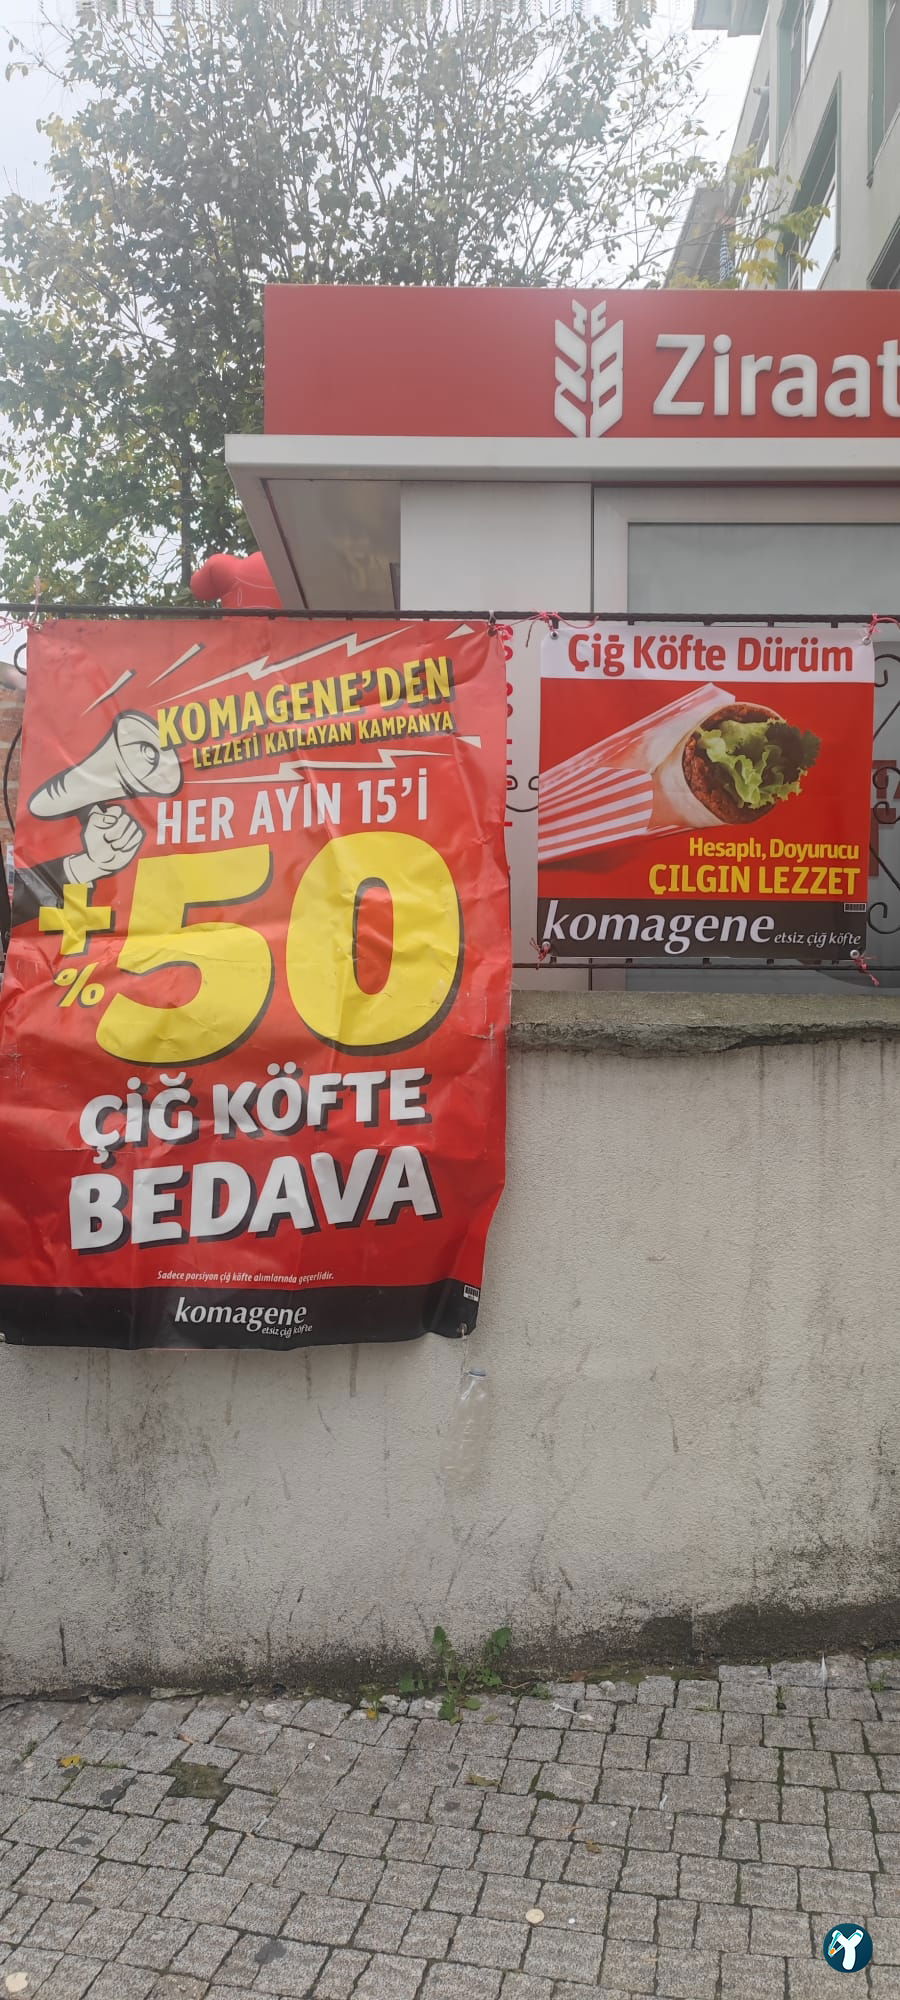 Ziraat
KOMAGENE'DEN
LEZZETİ KATLAYAN KAMPANYA
HER AYIN 15'İ
+%50
ÇİĞ KÖFTE
BEDAVA
Sadece porsiyon çiğ köfte alımlarında geçerlidir.
komagene
etsiz çiğ köfte
Çiğ Köfte Dürüm
Hesaplı, Doyurucu
ÇILGIN LEZZET
komagene
etsiz çiğ köfte